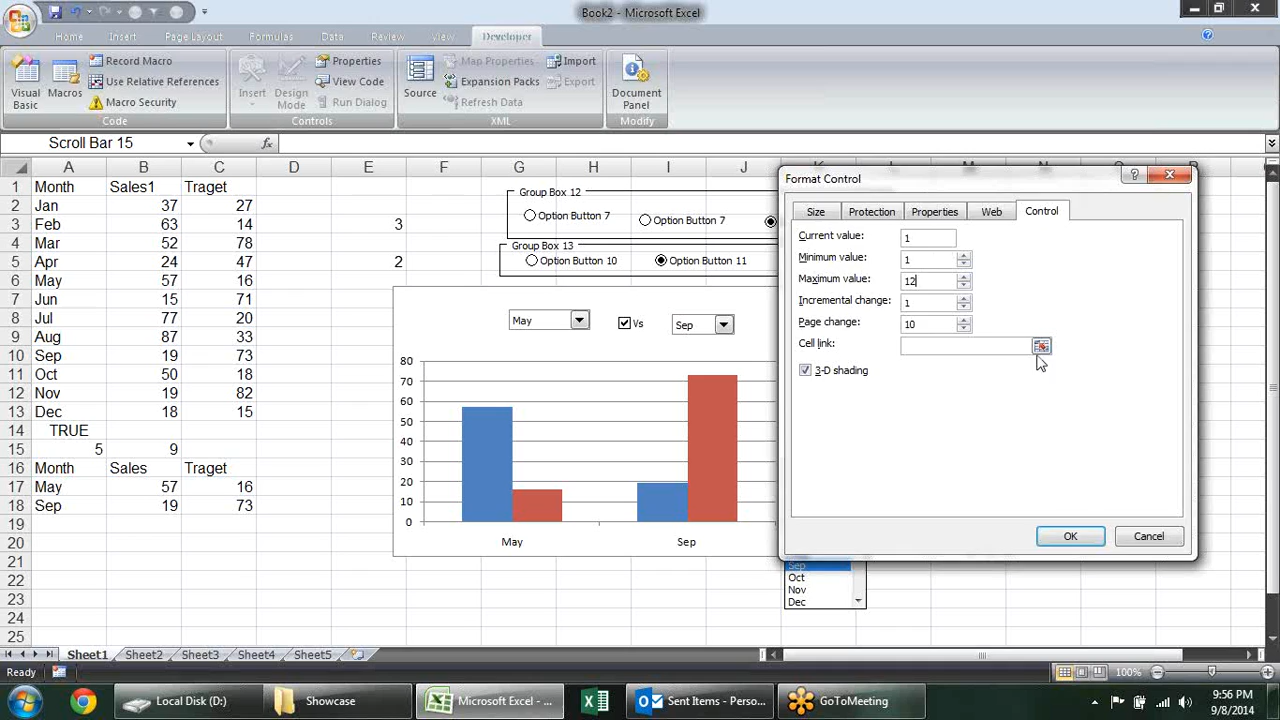 Book2 - Microsoft Excel
Home Insert Page Layout Formulas Data Review View Developer
Visual Basic
Macros
Record Macro
Use Relative References
Macro Security
Code
Insert
Design Mode
Properties
View Code
Run Dialog
Controls
Source
Map Properties
Expansion Packs
Refresh Data
Import
Export
XML
Document Panel
Modify
Scroll Bar 15
fx
A B C D E F G H I J K
1 Month Sales1 Traget
2 Jan 37 27
3 Feb 63 14 3
4 Mar 52 78
5 Apr 24 47 2
6 May 57 16
7 Jun 15 71
8 Jul 77 20
9 Aug 87 33
10 Sep 19 73
11 Oct 50 18
12 Nov 19 82
13 Dec 18 15
14 TRUE
15 5 9
16 Month Sales Traget
17 May 57 16
18 Sep 19 73
19
20
21
22
23
24
25
Group Box 12
Option Button 7 Option Button 7
Group Box 13
Option Button 10 Option Button 11
May Vs Sep
80
70
60
50
40
30
20
10
0
May Sep
Format Control
Size Protection Properties Web Control
Current value: 1
Minimum value: 1
Maximum value: 12
Incremental change: 1
Page change: 10
Cell link:
3-D shading
OK Cancel
Sep
Oct
Nov
Dec
Sheet1 Sheet2 Sheet3 Sheet4 Sheet5
Ready
100%
Local Disk (D:)
Showcase
Microsoft Excel - ...
Sent Items - Perso...
GoToMeeting
9:56 PM
9/8/2014